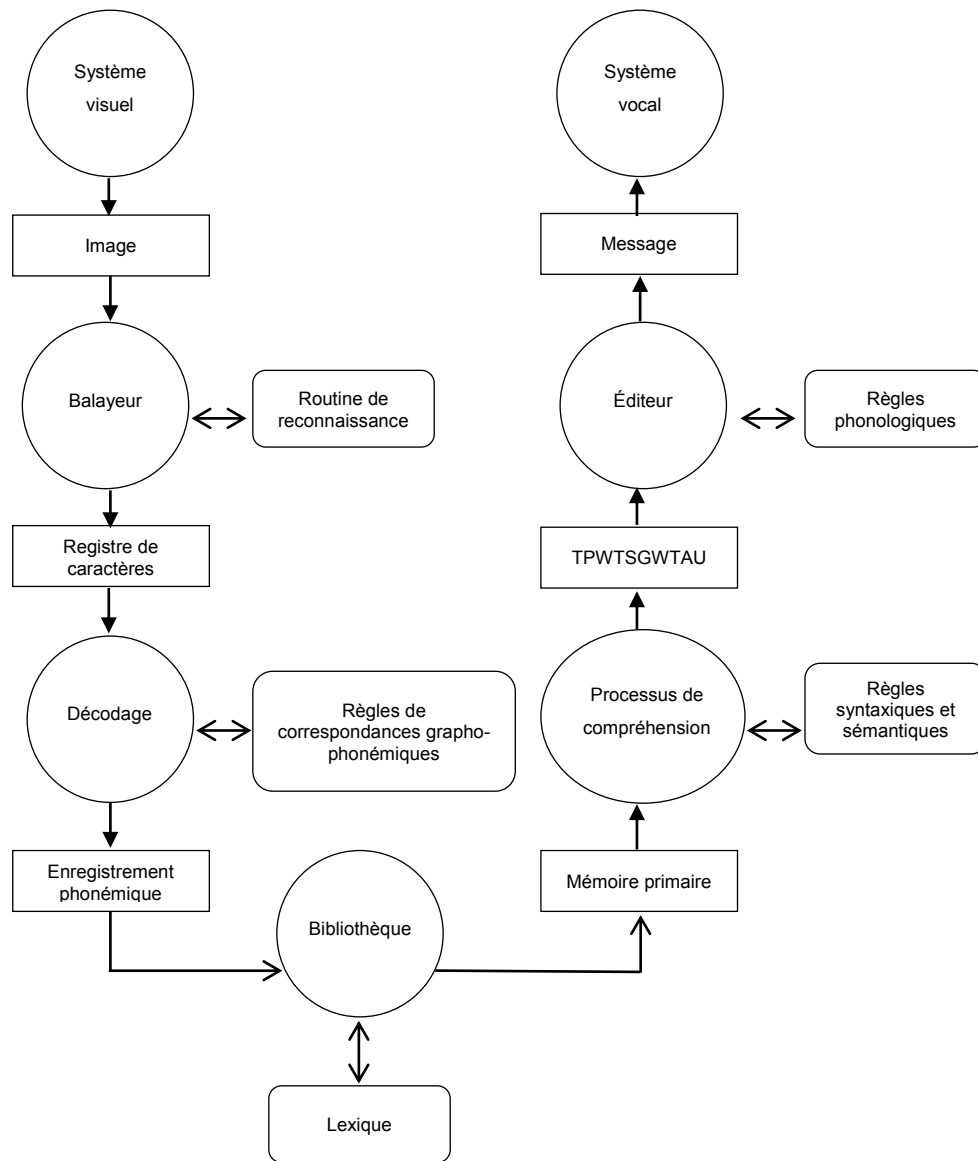 Système
visuel
Image
Balayeur
Routine de
reconnaissance
Registre de
caractères
Décodage
Règles de
correspondances grapho-
phonémiques
Enregistrement
phonémique
Bibliothèque
Lexique
Système
vocal
Message
Éditeur
Règles
phonologiques
TPWTSGWTAU
Processus de
compréhension
Règles
syntaxiques et
sémantiques
Mémoire primaire